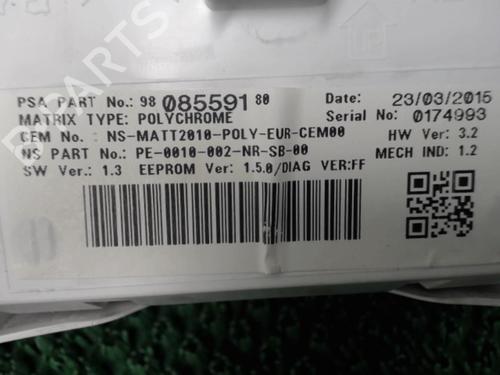 B-PARTS
PSA PART No.: 98 085591 80 Date: 23/03/2015
MATRIX TYPE: POLYCHROME Serial No: 0174993
CEM No : NS-MATT2010-POLY-EUR-CEM00 HW Ver: 3.2
NS PART No.: PE-0010-002-NR-SB-00 MECH IND: 1.2
SW Ver.: 1.3 EEPROM Ver: 1.5.0/DIAG VER:FF